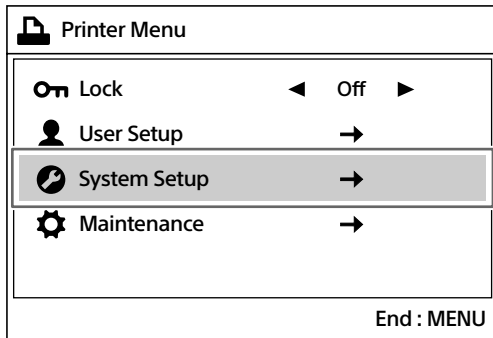 Printer Menu
Lock ◄ Off ►
User Setup →
System Setup →
Maintenance →
End : MENU